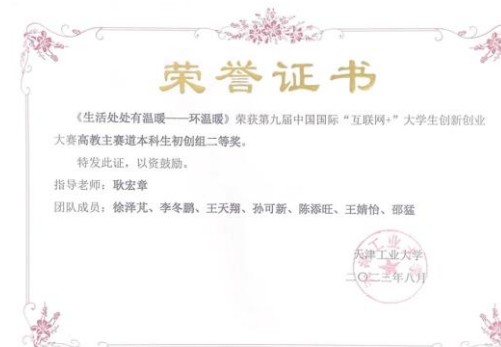 荣誉证书
《生活处处有温暖——环温暖》荣获第九届中国国际“互联网+”大学生创新创业
大赛高教主赛道本科生初创组二等奖。
特发此证，以资鼓励。
指导老师：耿宏章
团队成员：徐泽芃、李冬鹏、王天翔、孙可新、陈添旺、王婧怡、邵猛
天津工业大学
二〇二三年八月